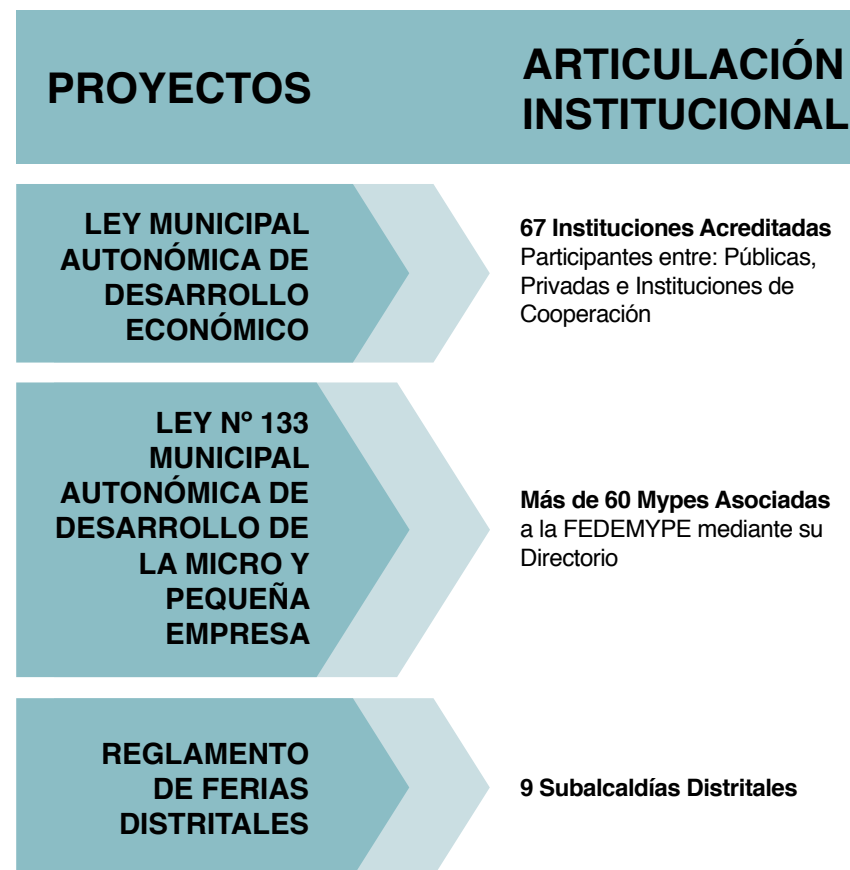 PROYECTOS
ARTICULACIÓN
INSTITUCIONAL
LEY MUNICIPAL
AUTONÓMICA DE
DESARROLLO
ECONÓMICO
67 Instituciones Acreditadas
Participantes entre: Públicas,
Privadas e Instituciones de
Cooperación
LEY Nº 133
MUNICIPAL
AUTONÓMICA DE
DESARROLLO DE
LA MICRO Y
PEQUEÑA
EMPRESA
Más de 60 Mypes Asociadas
a la FEDEMYPE mediante su
Directorio
REGLAMENTO
DE FERIAS
DISTRITALES
9 Subalcaldías Distritales